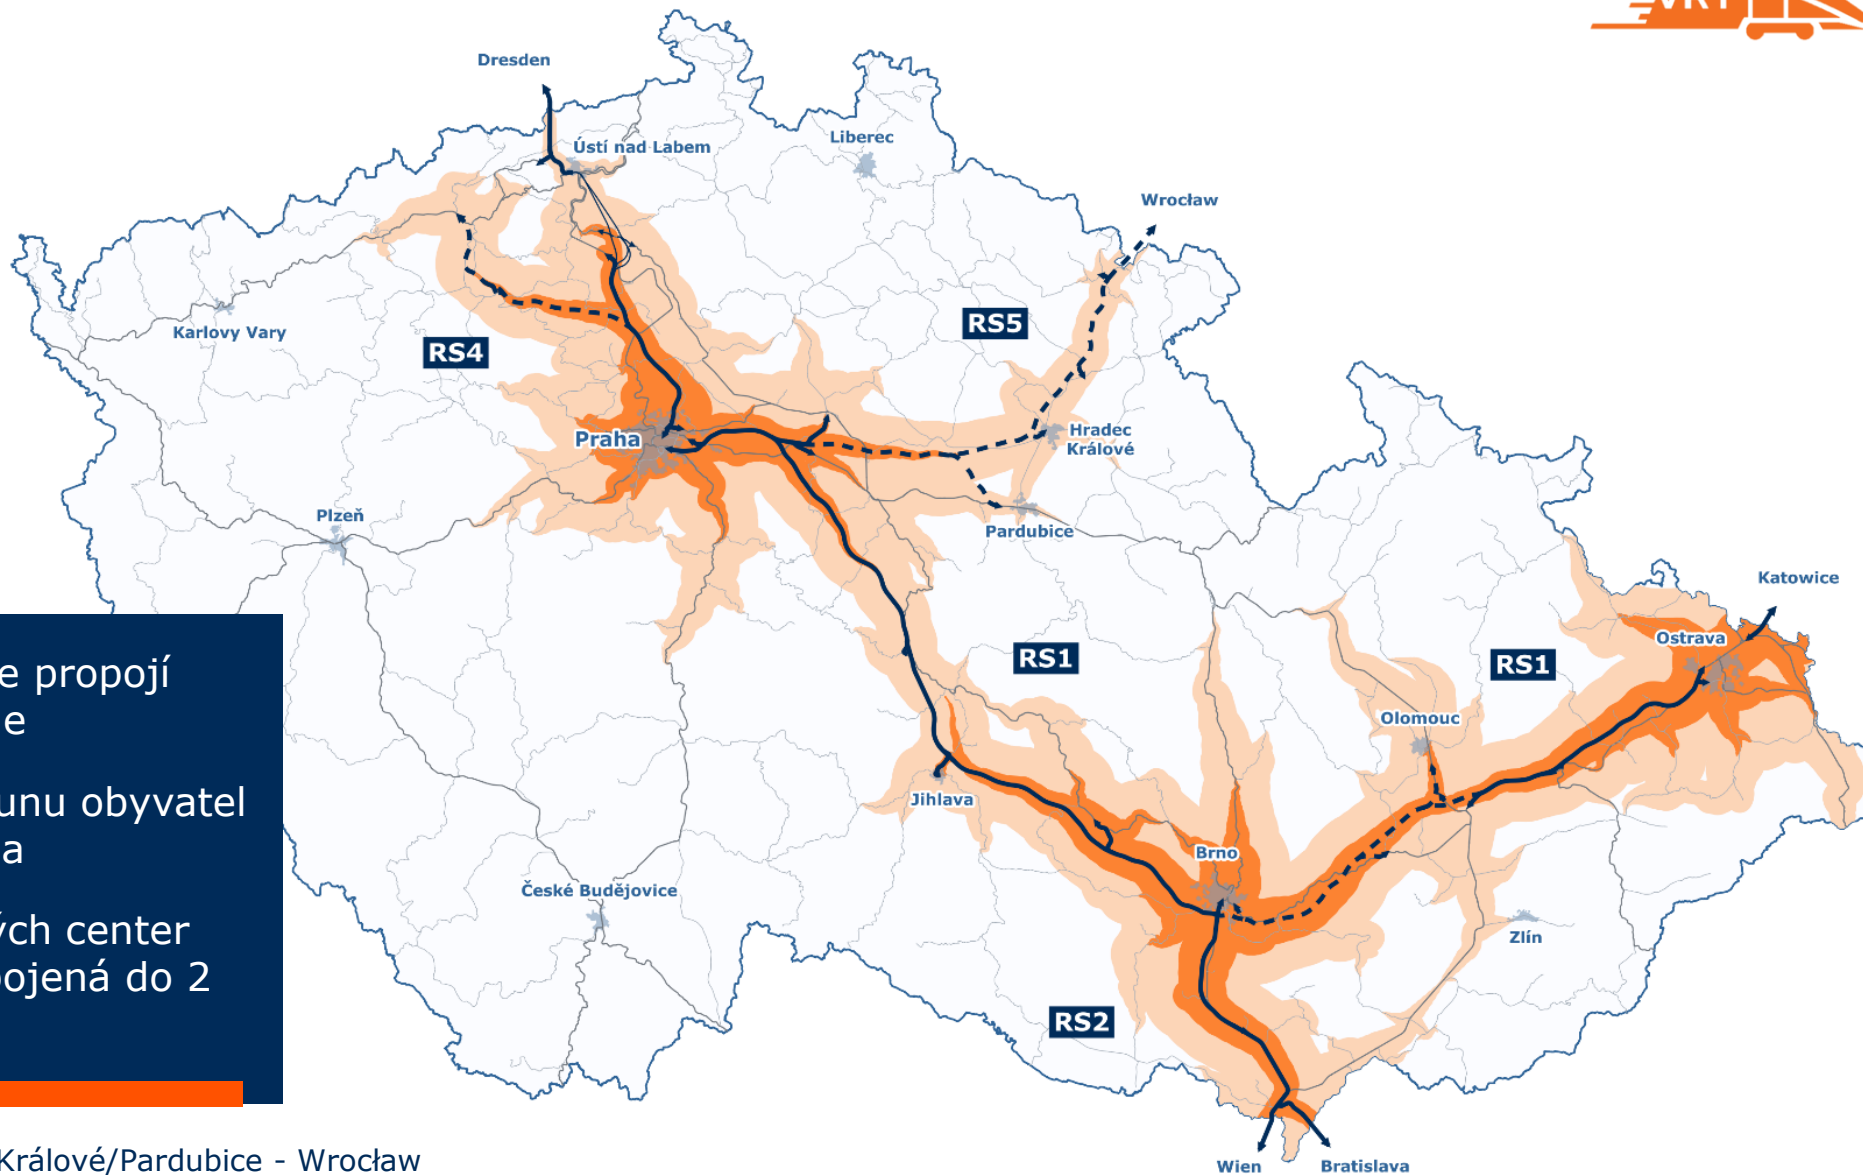 VRT
Dresden
Ústí nad Labem
Liberec
Wrocław
Karlovy Vary
RS4
RS5
Praha
Hradec
Králové
Plzeň
Pardubice
Katowice
Ostrava
RS1
RS1
Olomouc
Jihlava
Brno
České Budějovice
Zlín
RS2
Wien
Bratislava
e propojí
e
unu obyvatel
a
ých center
pojená do 2
Králové/Pardubice - Wrocław